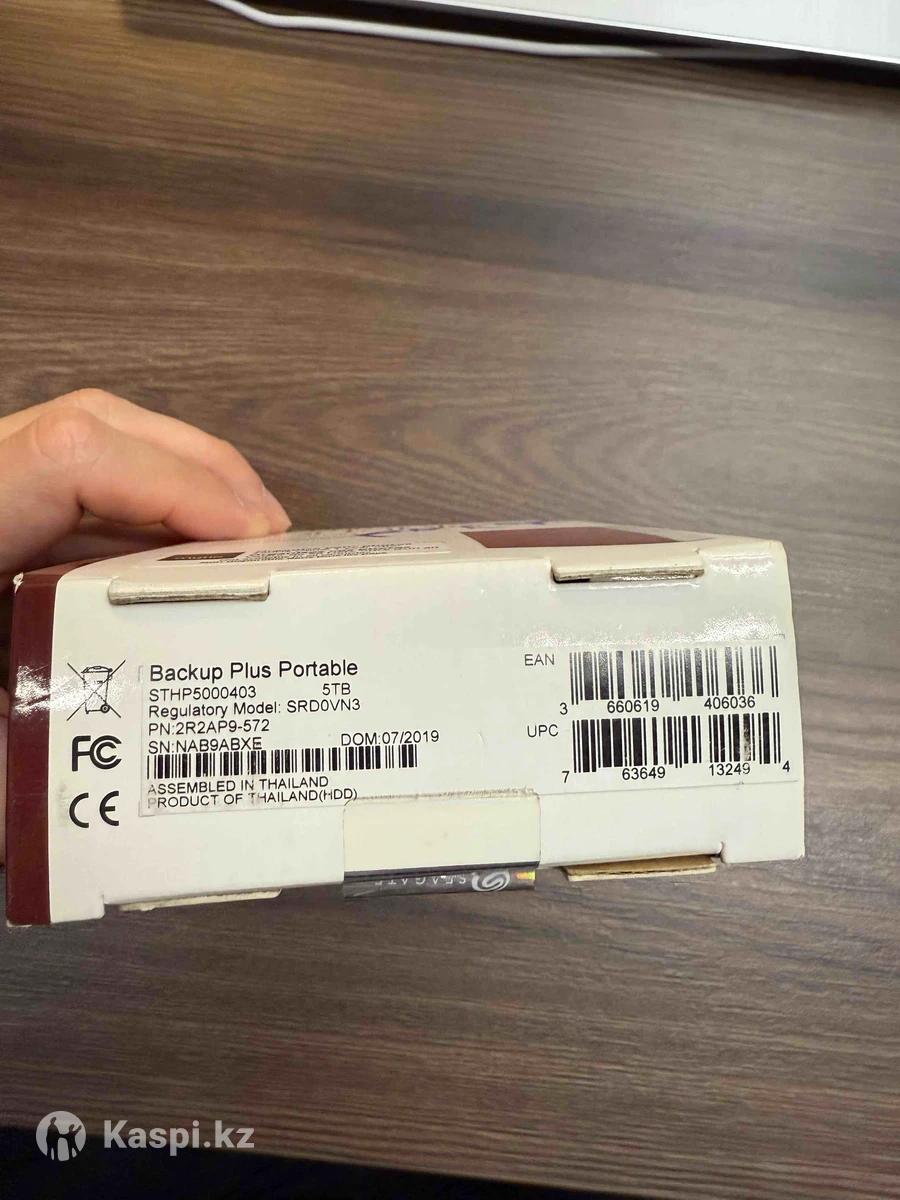 Backup Plus Portable
STHP5000403 5TB
Regulatory Model: SRD0VN3
PN:2R2AP9-572
SN:NAB9ABXE DOM:07/2019
ASSEMBLED IN THAILAND
PRODUCT OF THAILAND(HDD)
FC
CE
EAN
3 660619 406036
UPC
7 63649 13249 4
SEAGATE
Kaspi.kz